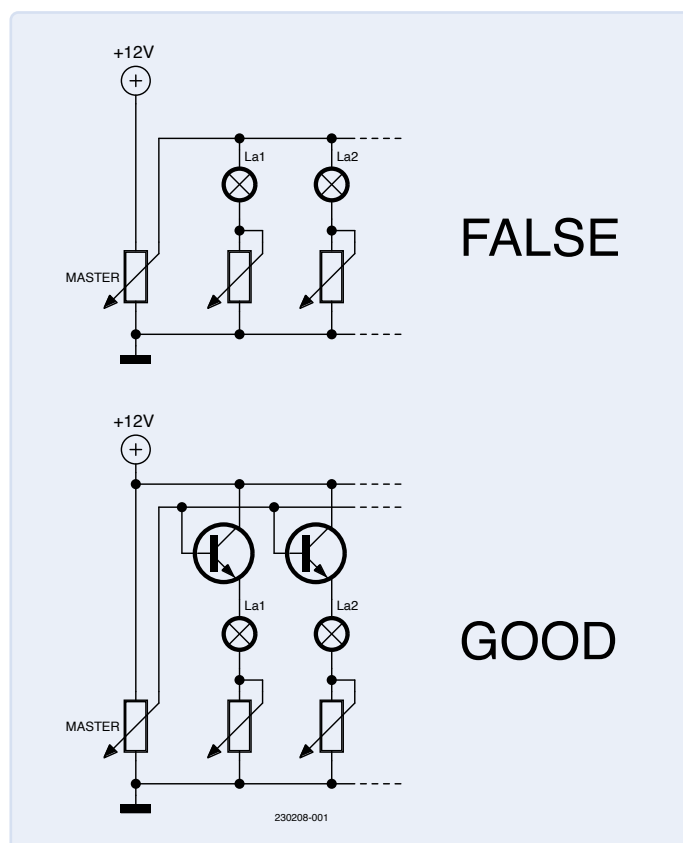 +12V
La1
La2
FALSE
MASTER
+12V
La1
La2
GOOD
MASTER
230208-001